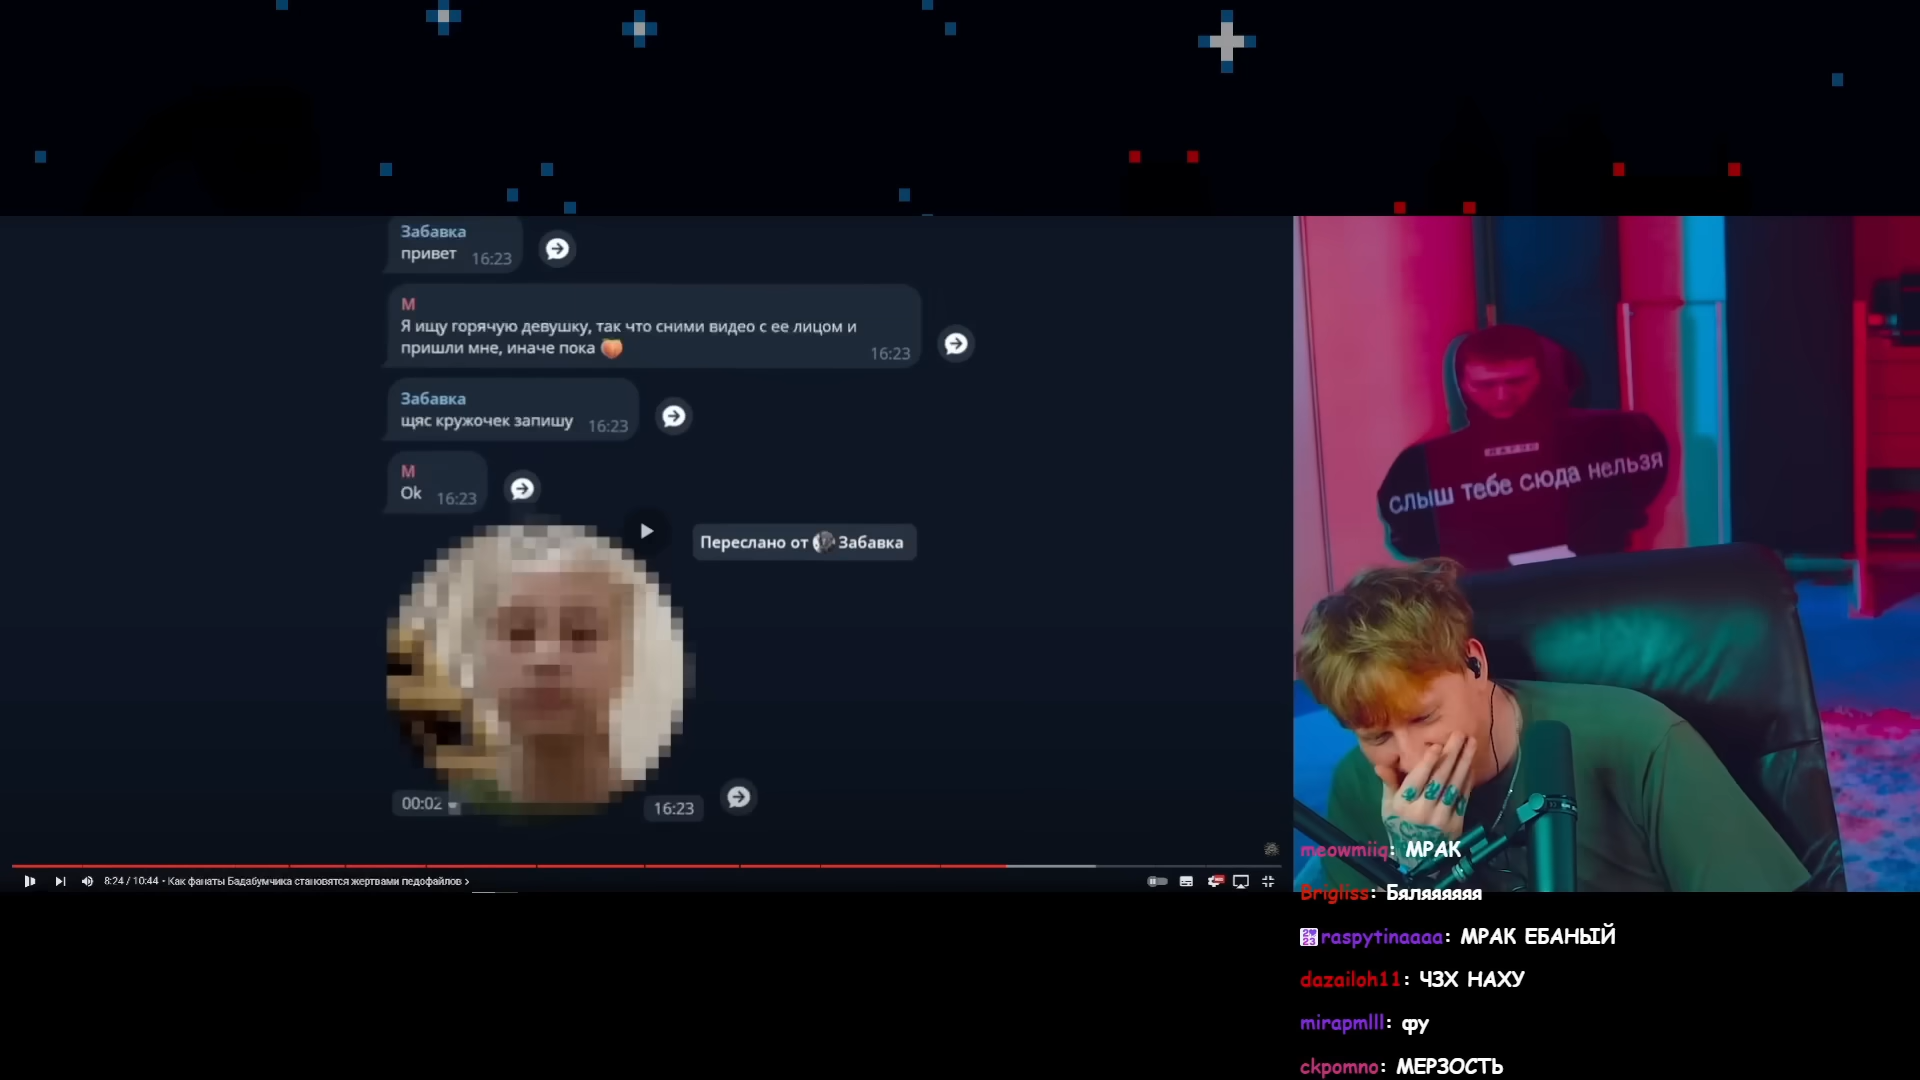 Забавка
привет 16:23
М
Я ищу горячую девушку, так что сними видео с ее лицом и
пришли мне, иначе пока 🍑
16:23
Забавка
щяс кружочек запишу 16:23
М
Ok 16:23
Переслано от Забавка
00:02
16:23
8:24 / 10:44 • Как фанаты Бадабумчика становятся жертвами педофайлов ›
слыш тебе сюда нельзя
meowmiiq: МРАК
Brigliss: Бяляяяяяя
raspytinaaaa: МРАК ЕБАНЫЙ
dazailoh11: ЧЗХ НАХУ
mirapmlll: фу
ckpomno: МЕРЗОСТЬ